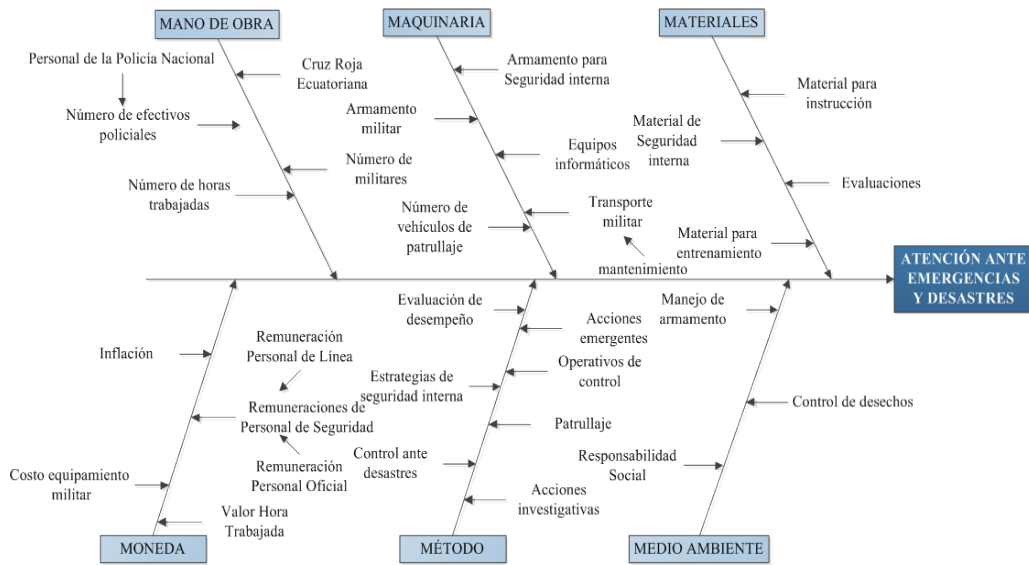 MANO DE OBRA
MAQUINARIA
MATERIALES
Personal de la Policía Nacional
Cruz Roja
Ecuatoriana
Número de efectivos
policiales
Número de
militares
Número de horas
trabajadas
Armamento para
Seguridad interna
Armamento
militar
Equipos
informáticos
Número de
vehículos de
patrullaje
Transporte
militar
mantenimiento
Material para
instrucción
Material de
Seguridad
interna
Evaluaciones
Material para
entrenamiento
ATENCIÓN ANTE
EMERGENCIAS
Y DESASTRES
Inflación
Remuneración
Personal de Línea
Remuneraciones de
Personal de Seguridad
Remuneración
Personal Oficial
Costo equipamiento
militar
Valor Hora
Trabajada
Evaluación de
desempeño
Acciones
emergentes
Operativos de
control
Estrategias de
seguridad interna
Patrullaje
Control ante
desastres
Acciones
investigativas
Manejo de
armamento
Control de desechos
Responsabilidad
Social
MONEDA
MÉTODO
MEDIO AMBIENTE